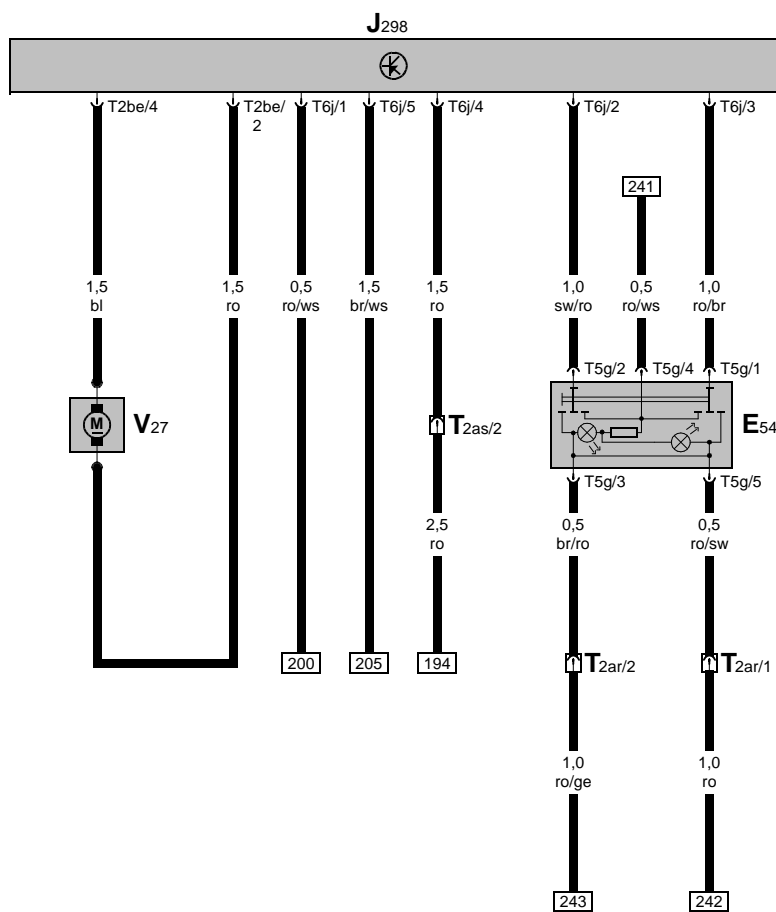 J298
T2be/4
T2be/
2
T6j/1
T6j/5
T6j/4
T6j/2
T6j/3
241
1,5
bl
1,5
ro
0,5
ro/ws
1,5
br/ws
1,5
ro
1,0
sw/ro
0,5
ro/ws
1,0
ro/br
T5g/2
T5g/4
T5g/1
M
V27
T2as/2
E54
T5g/3
T5g/5
2,5
ro
0,5
br/ro
0,5
ro/sw
200
205
194
T2ar/2
T2ar/1
1,0
ro/ge
1,0
ro
243
242